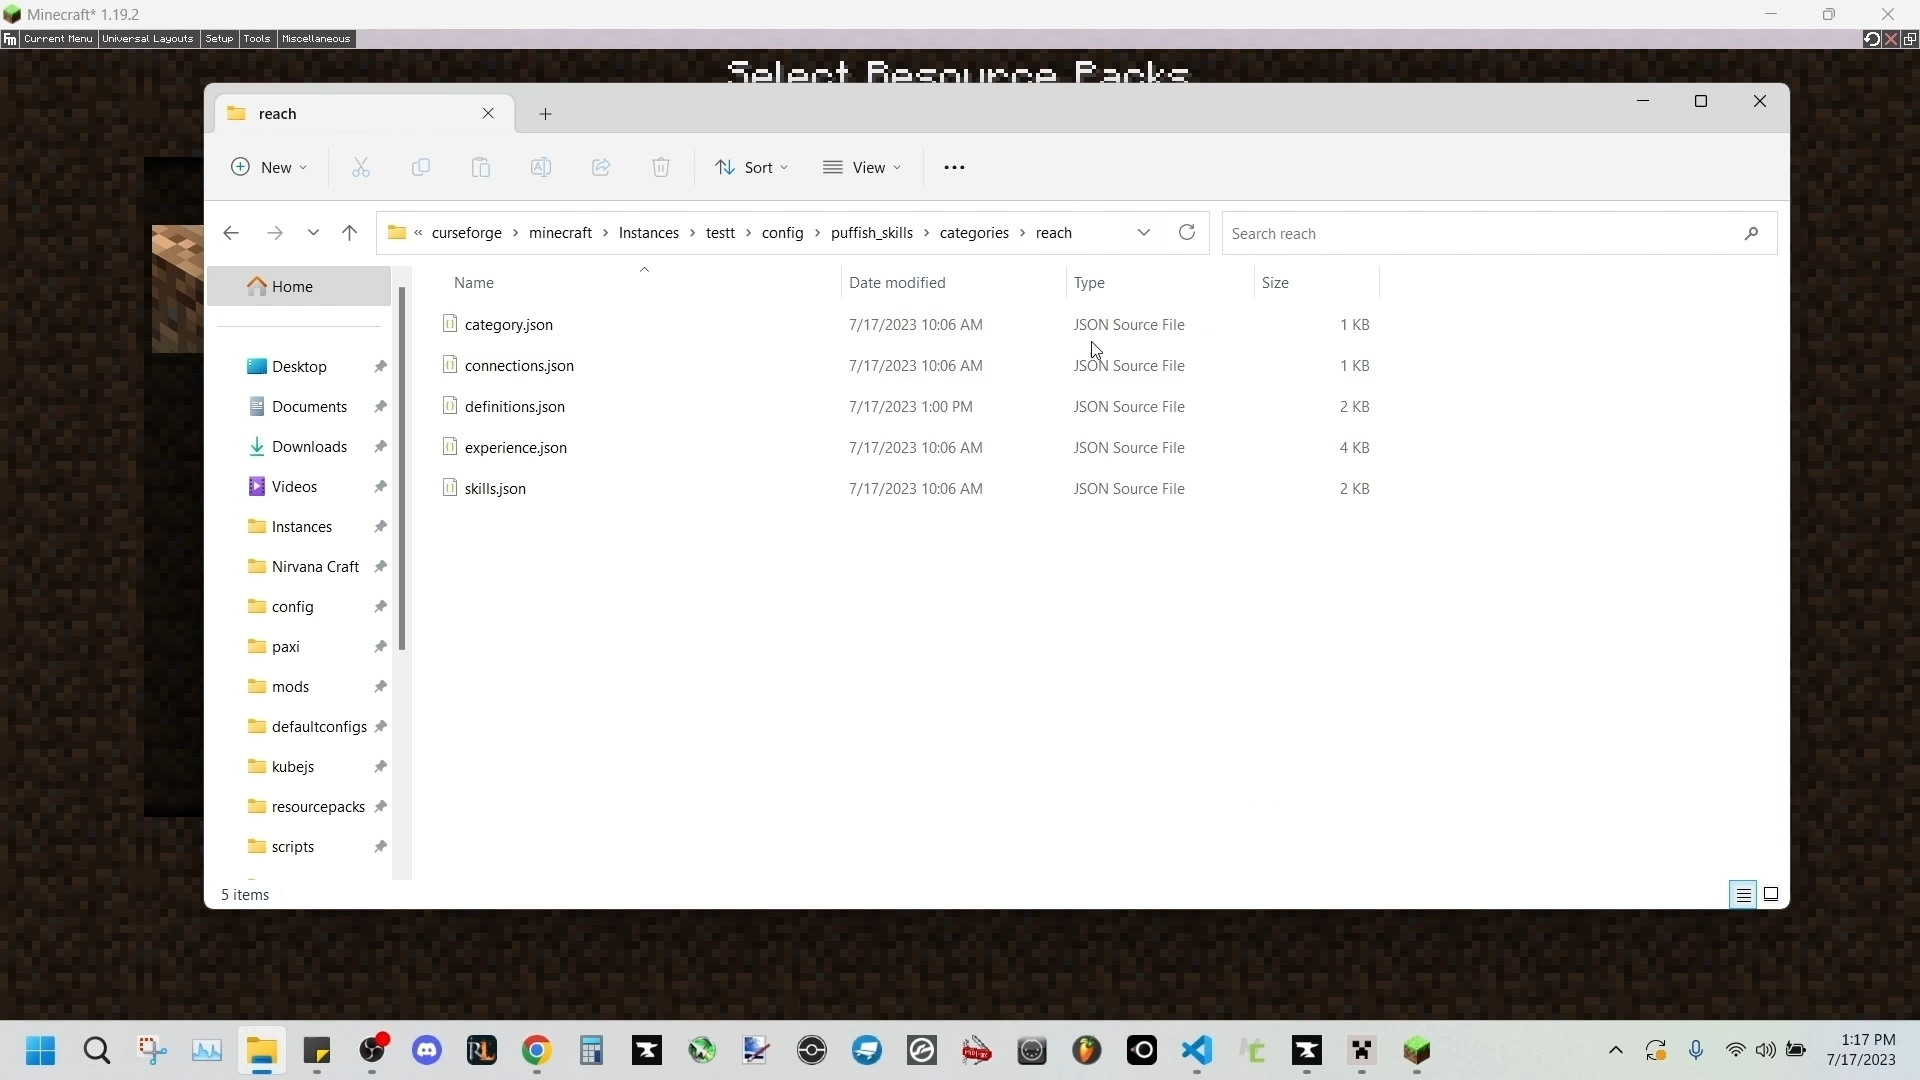 Minecraft* 1.19.2
Fm Current Menu Universal Layouts Setup Tools Miscellaneous
Select Resource Packs
reach
New Sort View
« curseforge › minecraft › Instances › testt › config › puffish_skills › categories › reach
Search reach
Name Date modified Type Size
Home
category.json 7/17/2023 10:06 AM JSON Source File 1 KB
Desktop
connections.json 7/17/2023 10:06 AM JSON Source File 1 KB
Documents
definitions.json 7/17/2023 1:00 PM JSON Source File 2 KB
Downloads
experience.json 7/17/2023 10:06 AM JSON Source File 4 KB
Videos
skills.json 7/17/2023 10:06 AM JSON Source File 2 KB
Instances
Nirvana Craft
config
paxi
mods
defaultconfigs
kubejs
resourcepacks
scripts
5 items
1:17 PM
7/17/2023